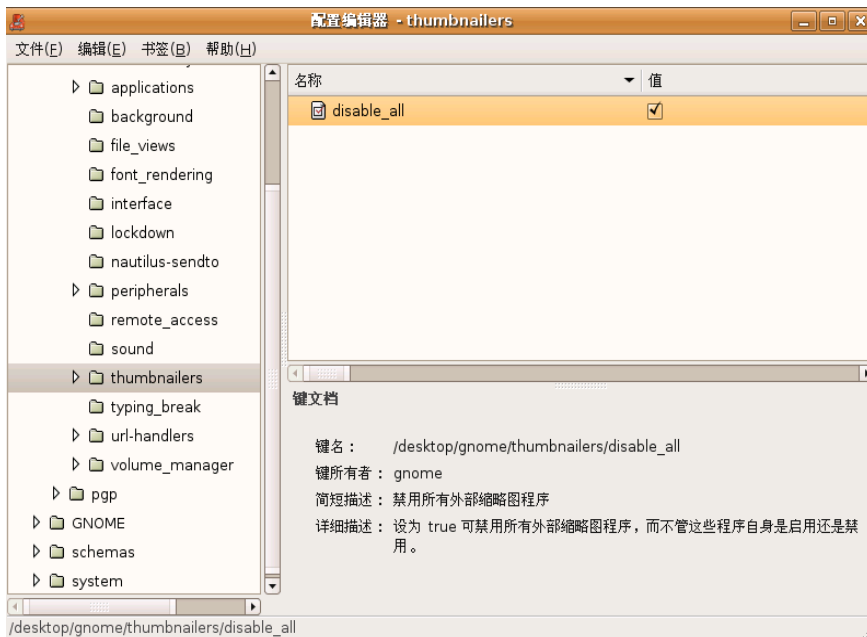 配置编辑器 - thumbnailers
文件(F) 编辑(E) 书签(B) 帮助(H)
applications
background
file_views
font_rendering
interface
lockdown
nautilus-sendto
peripherals
remote_access
sound
thumbnailers
typing_break
url-handlers
volume_manager
pgp
GNOME
schemas
system
名称 值
disable_all
键文档
键名： /desktop/gnome/thumbnailers/disable_all
键所有者： gnome
简短描述： 禁用所有外部缩略图程序
详细描述： 设为 true 可禁用所有外部缩略图程序，而不管这些程序自身是启用还是禁
用。
/desktop/gnome/thumbnailers/disable_all